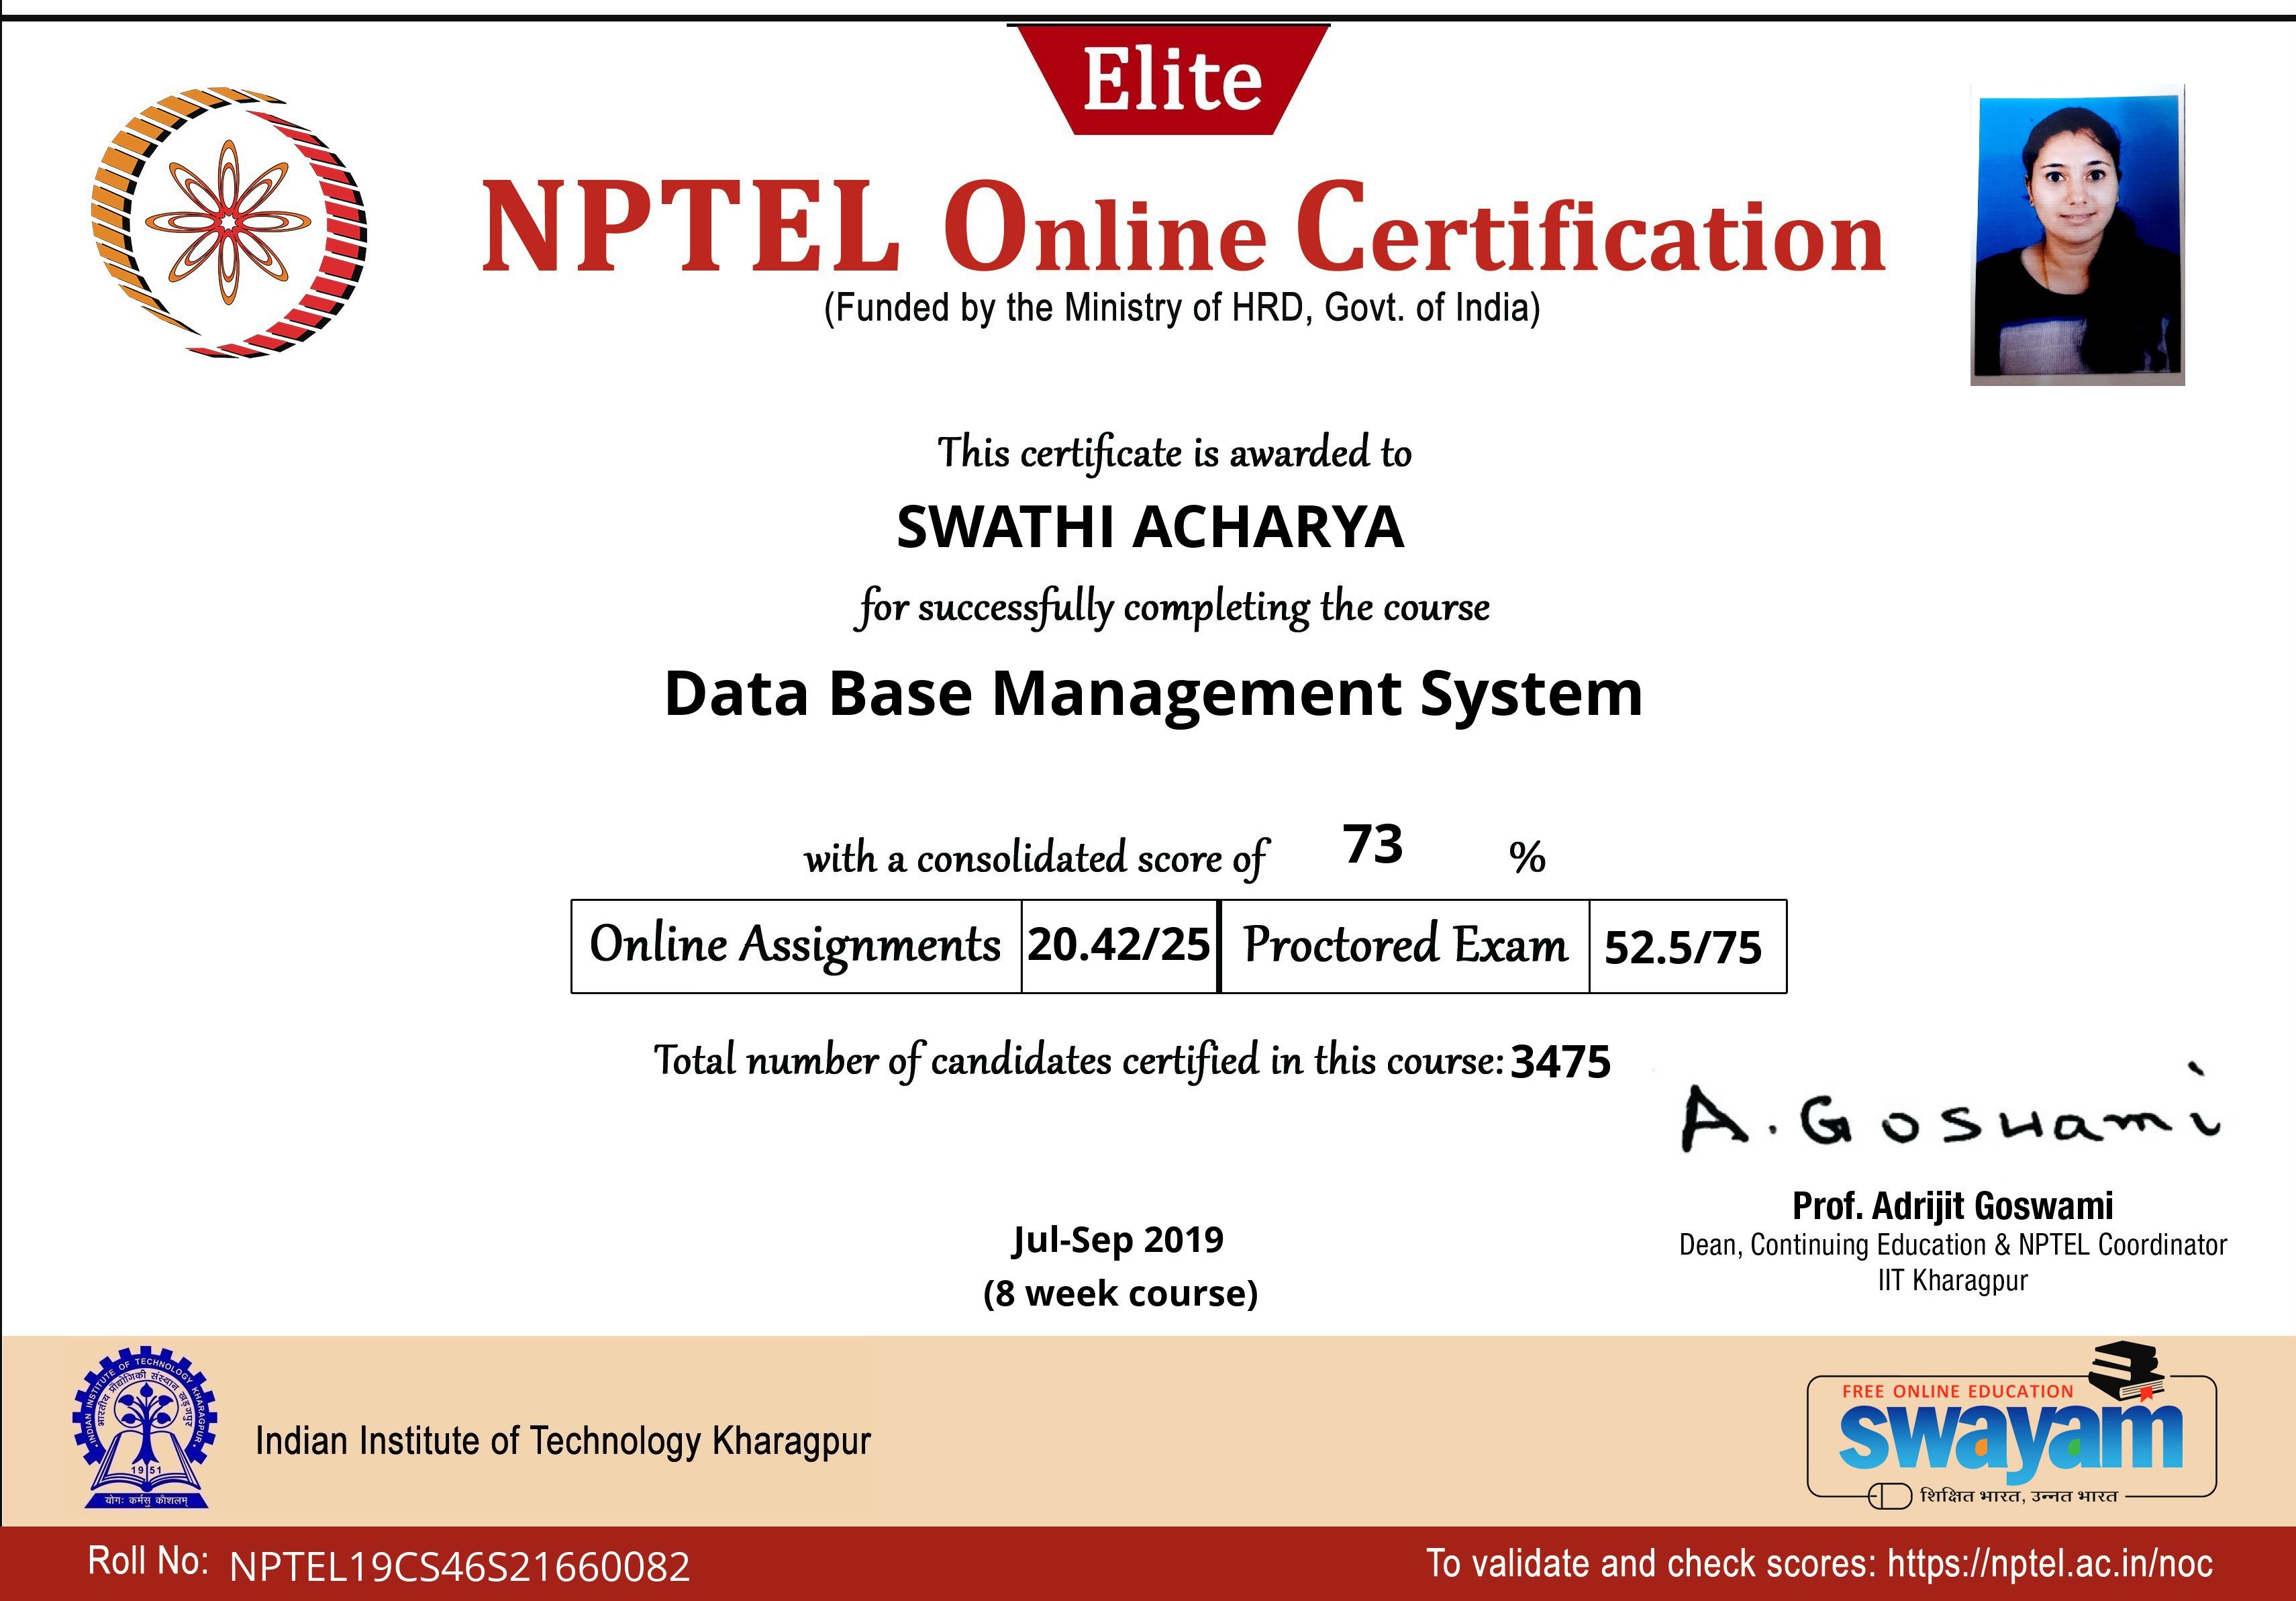 Elite
NPTEL Online Certification
(Funded by the Ministry of HRD, Govt. of India)
This certificate is awarded to
SWATHI ACHARYA
for successfully completing the course
Data Base Management System
with a consolidated score of 73 %
Online Assignments 20.42/25 Proctored Exam 52.5/75
Total number of candidates certified in this course: 3475
A. Goswami
Prof. Adrijit Goswami
Dean, Continuing Education & NPTEL Coordinator
IIT Kharagpur
Jul-Sep 2019
(8 week course)
INDIAN INSTITUTE OF TECHNOLOGY KHARAGPUR
भारतीय प्रौद्योगिकी संस्थान खड़गपुर
1951
योगः कर्मसु कौशलम्
Indian Institute of Technology Kharagpur
FREE ONLINE EDUCATION
swayam
शिक्षित भारत, उन्नत भारत
Roll No: NPTEL19CS46S21660082
To validate and check scores: https://nptel.ac.in/noc